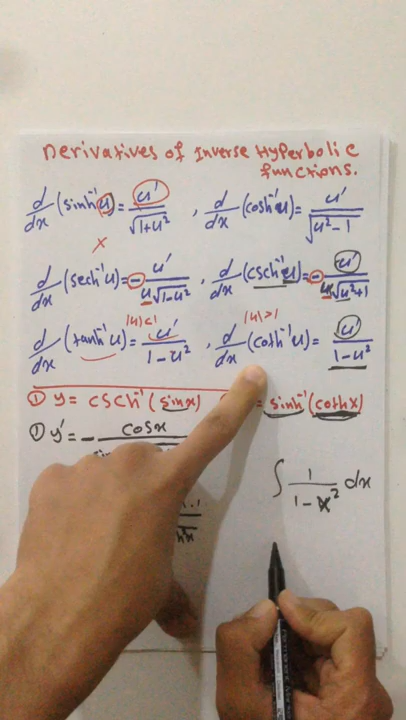 Derivatives of Inverse Hyperbolic
functions.
d/dx (sinh⁻¹u) = u'/√(1+u²) , d/dx (cosh⁻¹u) = u'/√(u²-1)
x
d/dx (sech⁻¹u) = - u'/(u√(1-u²)) , d/dx (csch⁻¹u) = - u'/(u√(u²+1))
|u|<1 |u|>1
d/dx (tanh⁻¹u) = u'/(1-u²) , d/dx (coth⁻¹u) = u'/(1-u²)
① y = csch⁻¹(sinx) = sinh⁻¹(cothx)
① y' = - cosx
∫ 1/(1-x²) dx